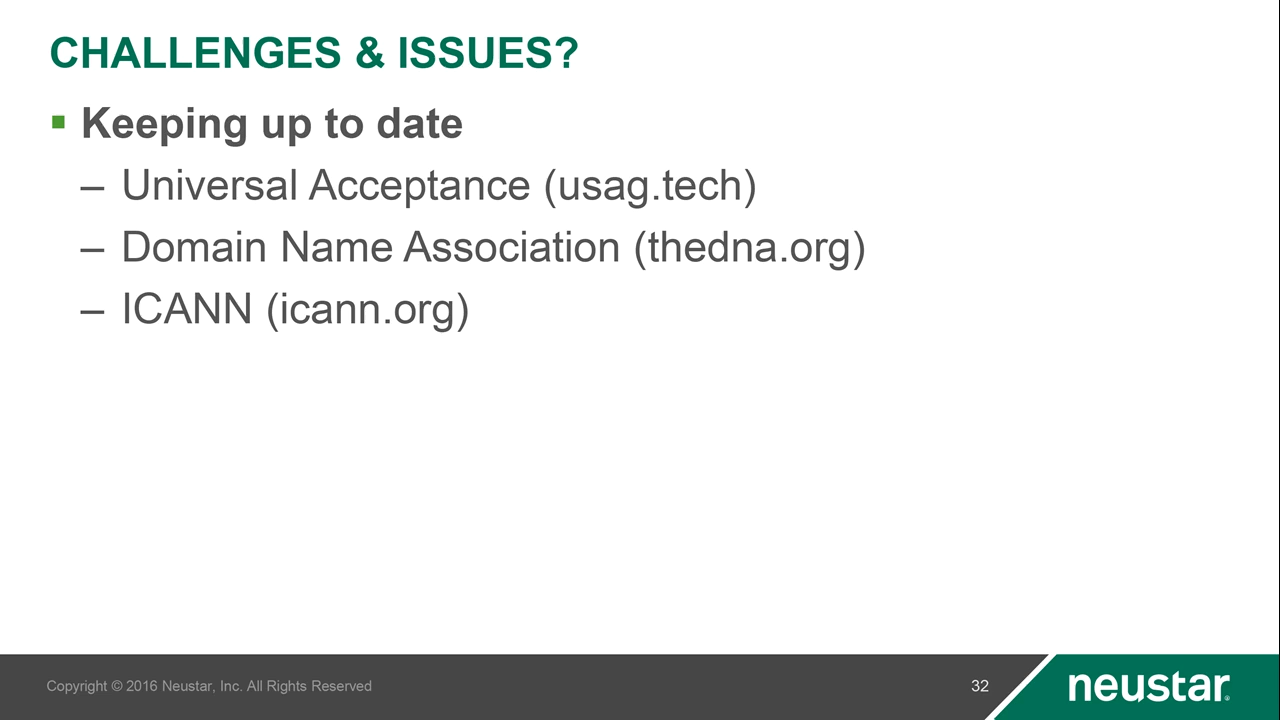 CHALLENGES & ISSUES?
▪ Keeping up to date
– Universal Acceptance (usag.tech)
– Domain Name Association (thedna.org)
– ICANN (icann.org)
Copyright © 2016 Neustar, Inc. All Rights Reserved
32
neustar®